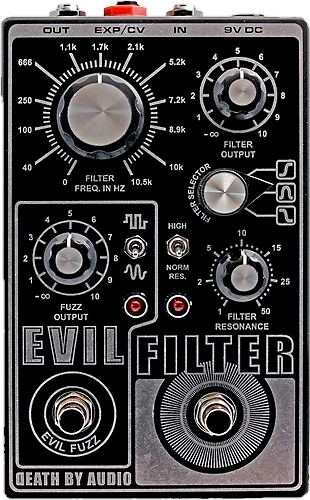 OUT EXP/CV IN 9V DC
1.1k 1.7k 2.1k
666 5.2k
250 7.2k
100 8.9k
40 10k
0 10.5k
FILTER
FREQ. IN HZ
1 2 3 4 5 6 7 8 9
-∞ 10
FILTER
OUTPUT
FILTER SELECTOR
HIGH
NORM
RES.
1 2 3 4 5 6 7 8 9
-∞ 10
FUZZ
OUTPUT
2 5 10 15 25
1 50
FILTER
RESONANCE
EVIL FILTER
EVIL FUZZ
DEATH BY AUDIO